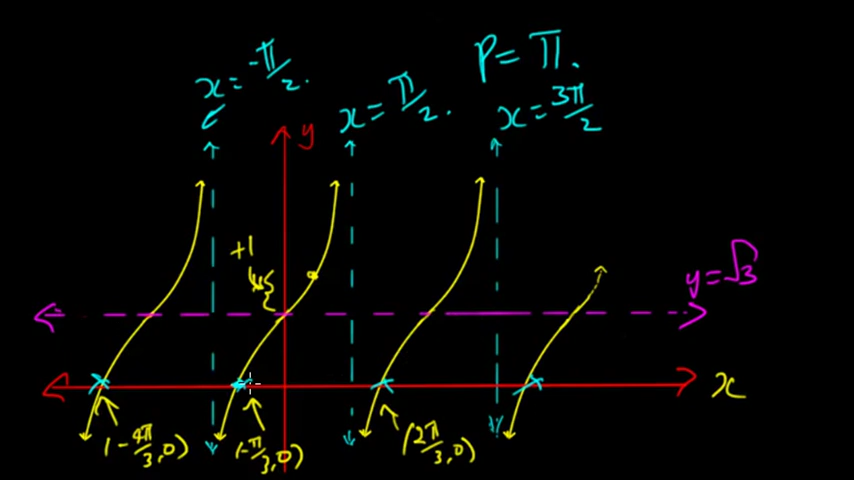 x = -π/2.
x = π/2.
P = π.
x = 3π/2
y
+1
y = √3
x
(-4π/3, 0)
(-π/3, 0)
(2π/3, 0)